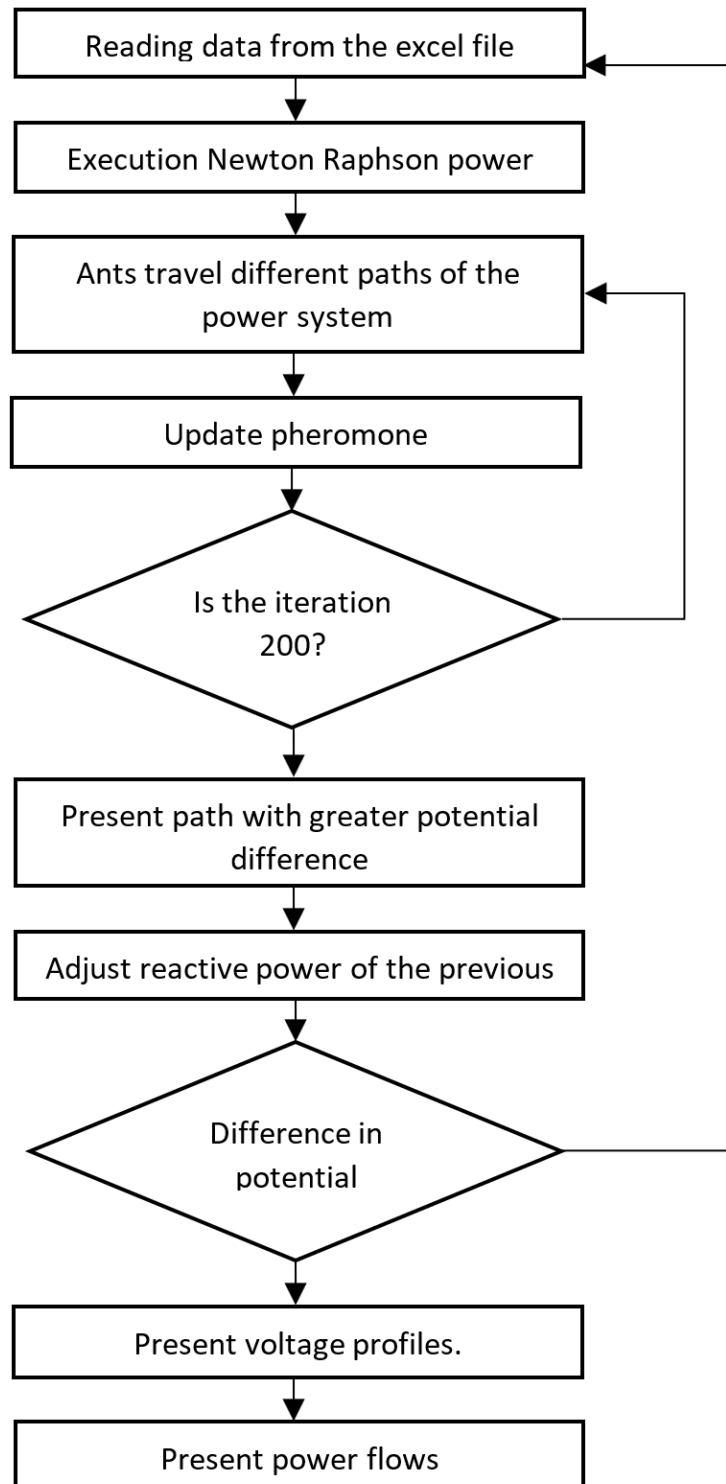 Reading data from the excel file
Execution Newton Raphson power
Ants travel different paths of the
power system
Update pheromone
Is the iteration
200?
Present path with greater potential
difference
Adjust reactive power of the previous
Difference in
potential
Present voltage profiles.
Present power flows